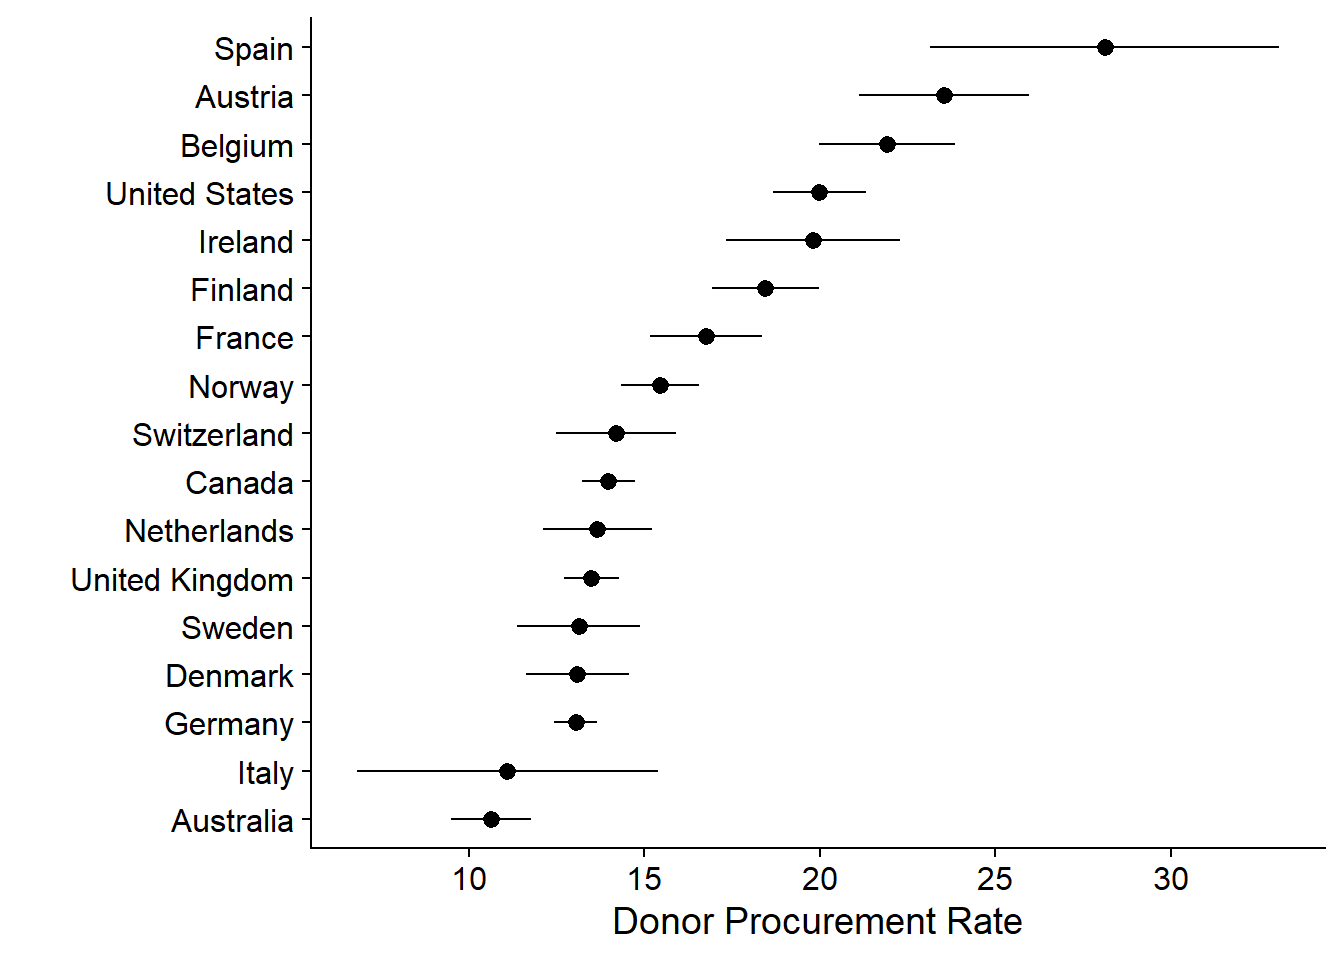 Spain
Austria
Belgium
United States
Ireland
Finland
France
Norway
Switzerland
Canada
Netherlands
United Kingdom
Sweden
Denmark
Germany
Italy
Australia
10 15 20 25 30
Donor Procurement Rate